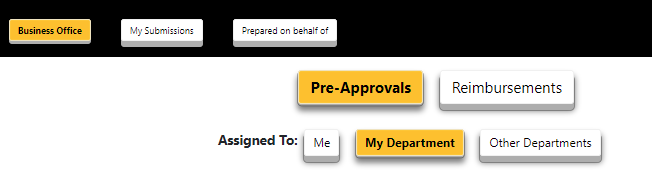 Business Office My Submissions Prepared on behalf of
Pre-Approvals Reimbursements
Assigned To: Me My Department Other Departments